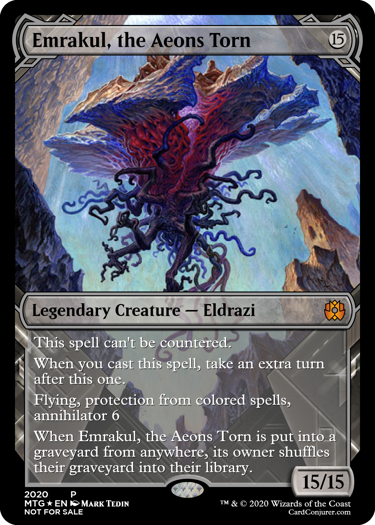 Emrakul, the Aeons Torn 15
Legendary Creature — Eldrazi
This spell can't be countered.
When you cast this spell, take an extra turn
after this one.
Flying, protection from colored spells,
annihilator 6
When Emrakul, the Aeons Torn is put into a
graveyard from anywhere, its owner shuffles
their graveyard into their library.
15/15
2020 P
MTG ★ EN Mark Tedin
NOT FOR SALE
™ & © 2020 Wizards of the Coast
CardConjurer.com